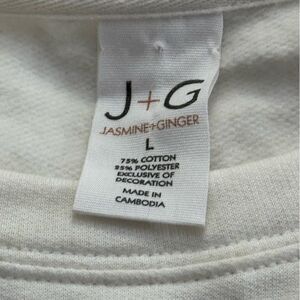 J+G
JASMINE+GINGER
L
75% COTTON
25% POLYESTER
EXCLUSIVE OF
DECORATION
MADE IN
CAMBODIA